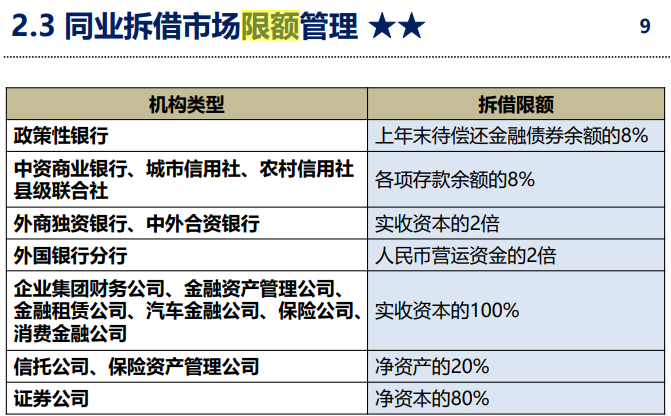 2.3 同业拆借市场限额管理 ★★
9
机构类型
拆借限额
政策性银行
上年末待偿还金融债券余额的8%
中资商业银行、城市信用社、农村信用社
县级联合社
各项存款余额的8%
外商独资银行、中外合资银行
实收资本的2倍
外国银行分行
人民币营运资金的2倍
企业集团财务公司、金融资产管理公司、
金融租赁公司、汽车金融公司、保险公司、
消费金融公司
实收资本的100%
信托公司、保险资产管理公司
净资产的20%
证券公司
净资本的80%